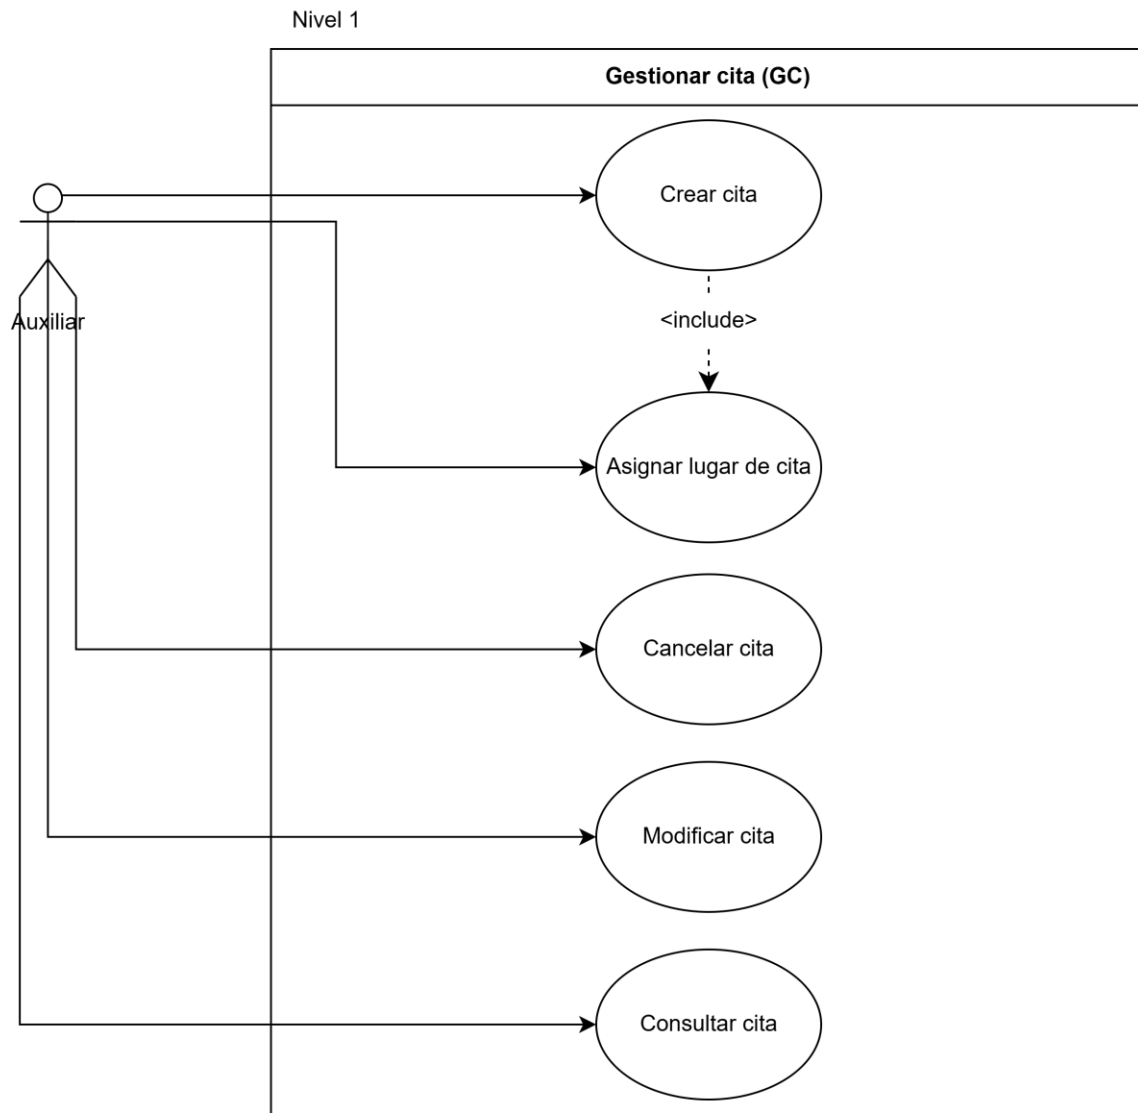 Nivel 1
Gestionar cita (GC)
Crear cita
Auxiliar
<include>
Asignar lugar de cita
Cancelar cita
Modificar cita
Consultar cita